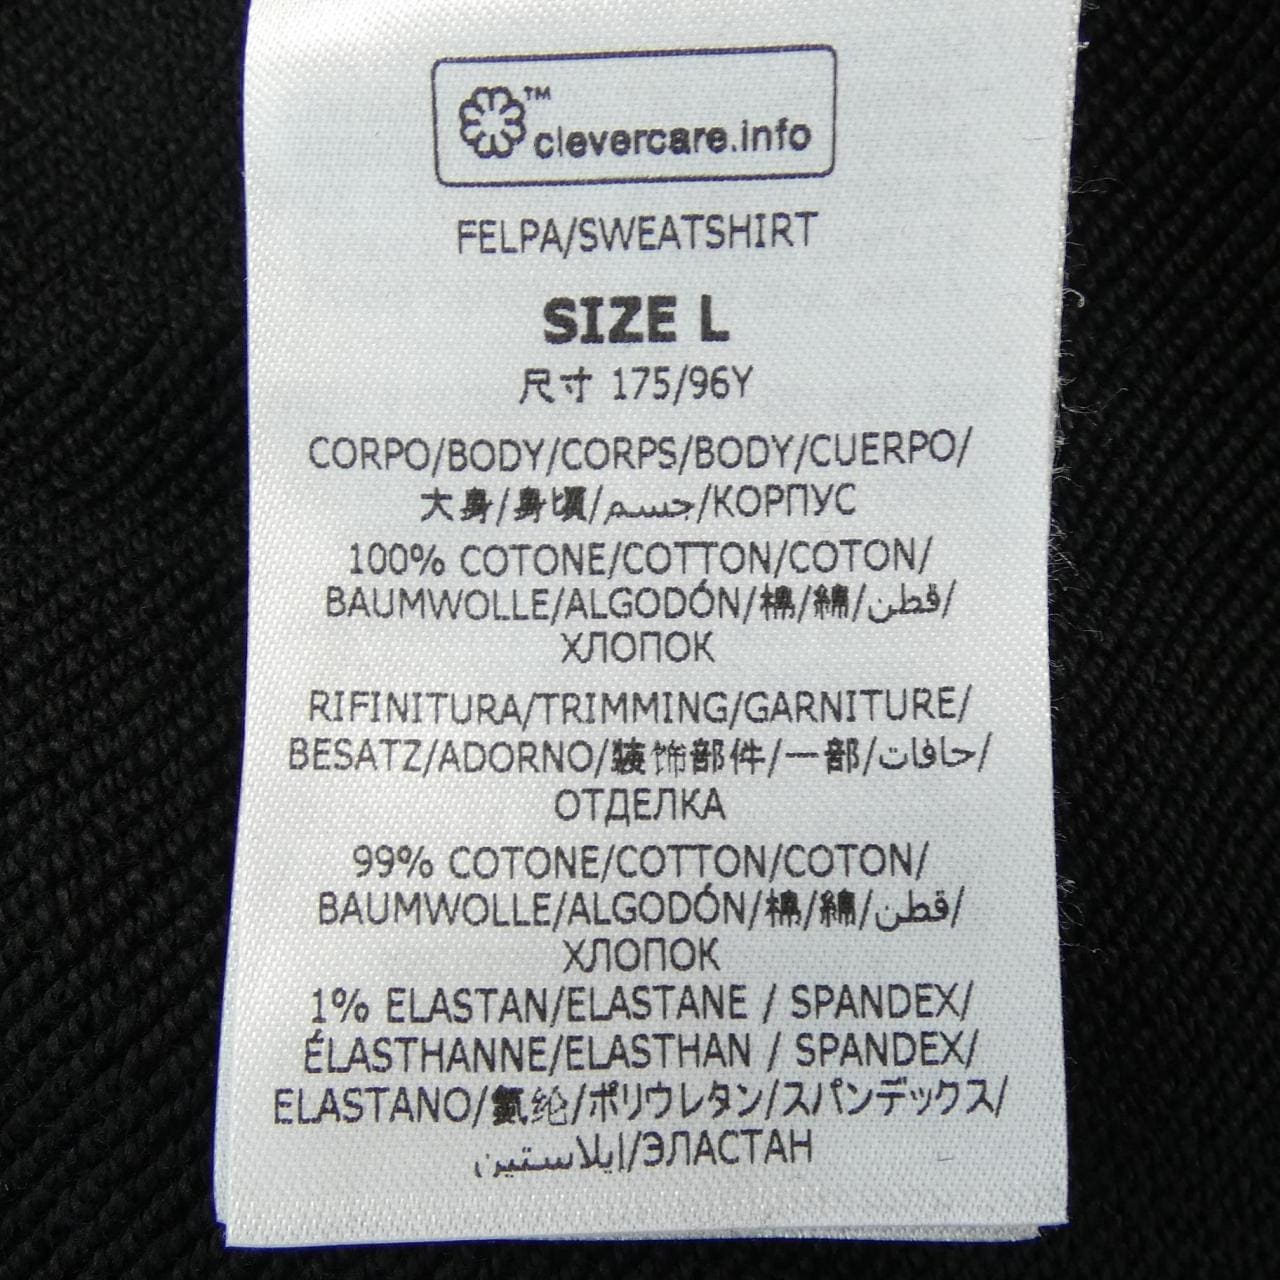 ™
clevercare.info
FELPA/SWEATSHIRT
SIZE L
尺寸 175/96Y
CORPO/BODY/CORPS/BODY/CUERPO/
大身/身頃/جسم/КОРПУС
100% COTONE/COTTON/COTON/
BAUMWOLLE/ALGODÓN/棉/綿/قطن/
ХЛОПОК
RIFINITURA/TRIMMING/GARNITURE/
BESATZ/ADORNO/装饰部件/一部/حافات/
ОТДЕЛКА
99% COTONE/COTTON/COTON/
BAUMWOLLE/ALGODÓN/棉/綿/قطن/
ХЛОПОК
1% ELASTAN/ELASTANE / SPANDEX/
ÉLASTHANNE/ELASTHAN / SPANDEX/
ELASTANO/氨纶/ポリウレタン/スパンデックス/
إيلاستين/ЭЛАСТАН